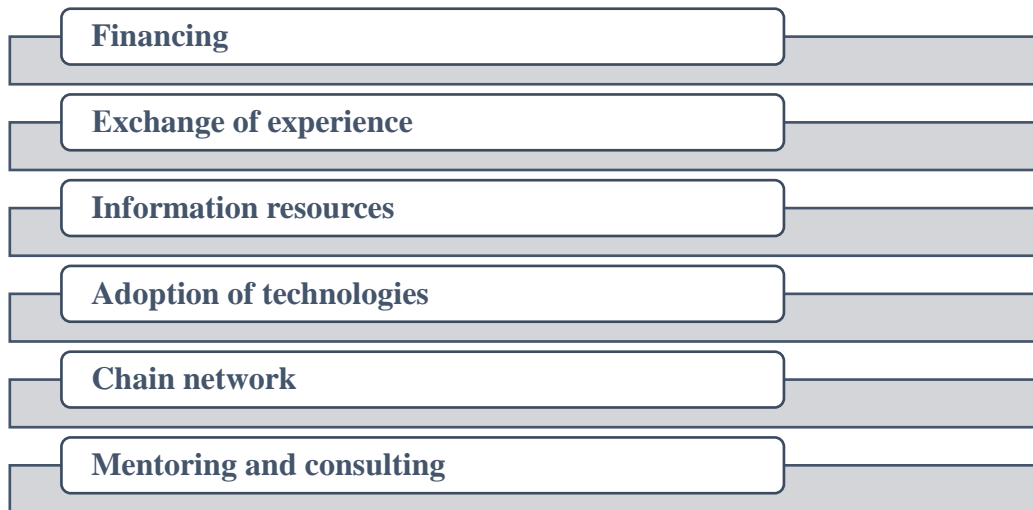 Financing
Exchange of experience
Information resources
Adoption of technologies
Chain network
Mentoring and consulting